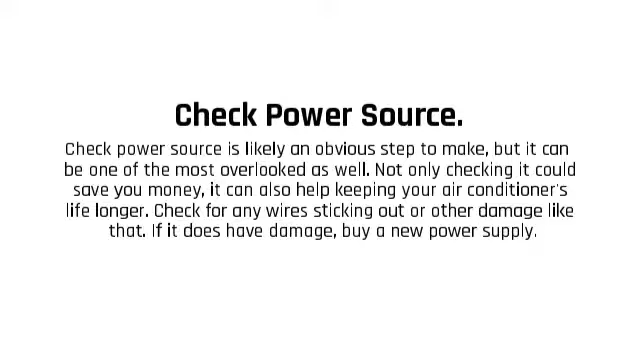 Check Power Source.
Check power source is likely an obvious step to make, but it can
be one of the most overlooked as well. Not only checking it could
save you money, it can also help keeping your air conditioner's
life longer. Check for any wires sticking out or other damage like
that. If it does have damage, buy a new power supply.